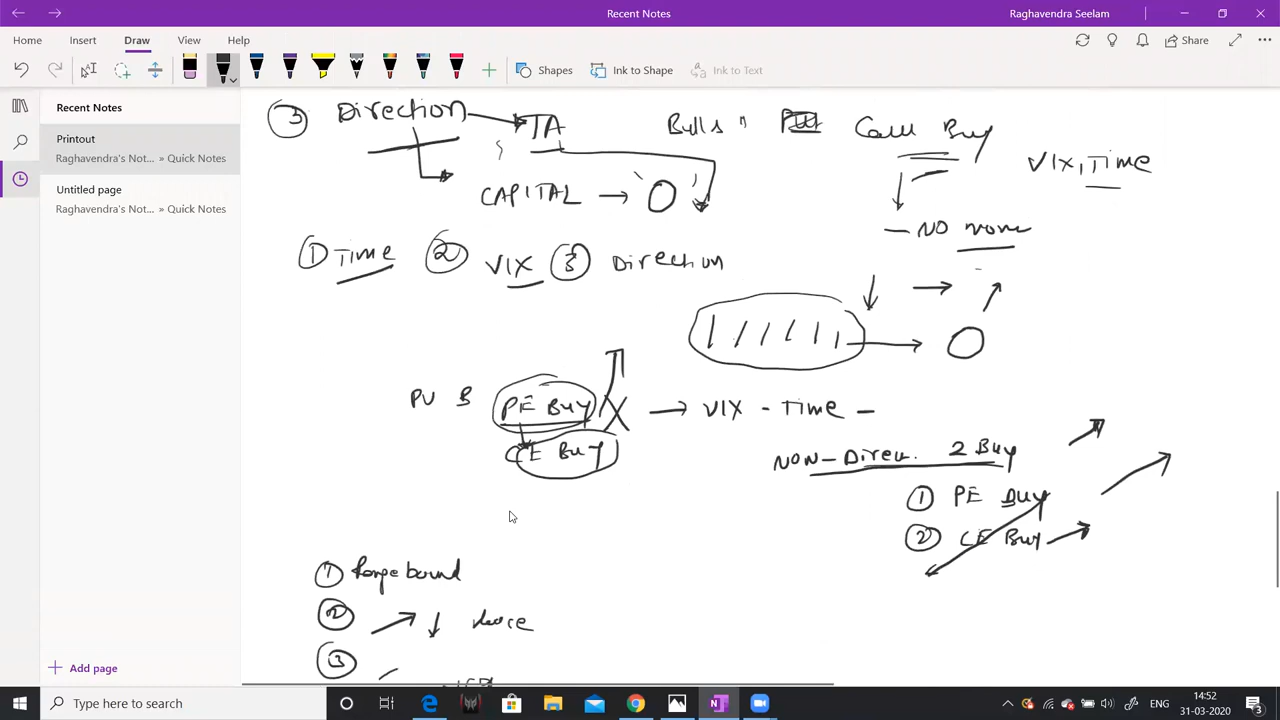 Recent Notes
Raghavendra Seelam
Home Insert Draw View Help
Share
Shapes
Ink to Shape
Ink to Text
Recent Notes
Printout
Raghavendra's Not... » Quick Notes
Untitled page
Raghavendra's Not... » Quick Notes
3 Direction → TA
Bulls " Call Buy
VIX, Time
CAPITAL → O
- NO
1 Time 2 VIX 3 Direction
→ O
PE Buy X → VIX - Time -
CE Buy
NON-Direc. 2 Buy
1 PE Buy
2 CE Buy
1 Rangebound
2
3
Add page
Type here to search
ENG
14:52
31-03-2020
3